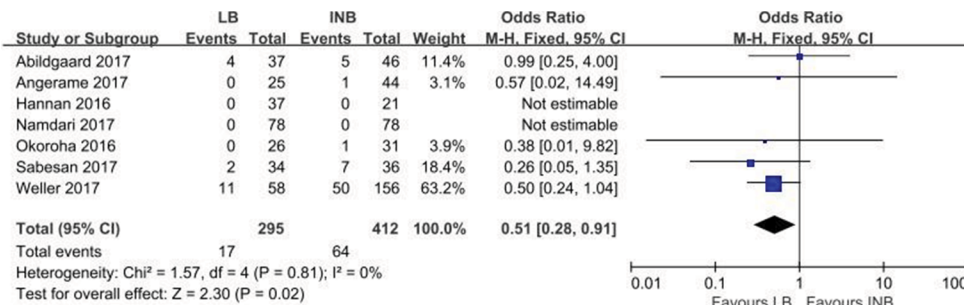 LB INB Odds Ratio Odds Ratio
Study or Subgroup Events Total Events Total Weight M-H, Fixed, 95% CI M-H, Fixed, 95% CI
Abildgaard 2017 4 37 5 46 11.4% 0.99 [0.25, 4.00]
Angerame 2017 0 25 1 44 3.1% 0.57 [0.02, 14.49]
Hannan 2016 0 37 0 21 Not estimable
Namdari 2017 0 78 0 78 Not estimable
Okoroha 2016 0 26 1 31 3.9% 0.38 [0.01, 9.82]
Sabesan 2017 2 34 7 36 18.4% 0.26 [0.05, 1.35]
Weller 2017 11 58 50 156 63.2% 0.50 [0.24, 1.04]
Total (95% CI) 295 412 100.0% 0.51 [0.28, 0.91]
Total events 17 64
Heterogeneity: Chi² = 1.57, df = 4 (P = 0.81); I² = 0%
Test for overall effect: Z = 2.30 (P = 0.02)
0.01 0.1 1 10 100
Favours LB Favours INB